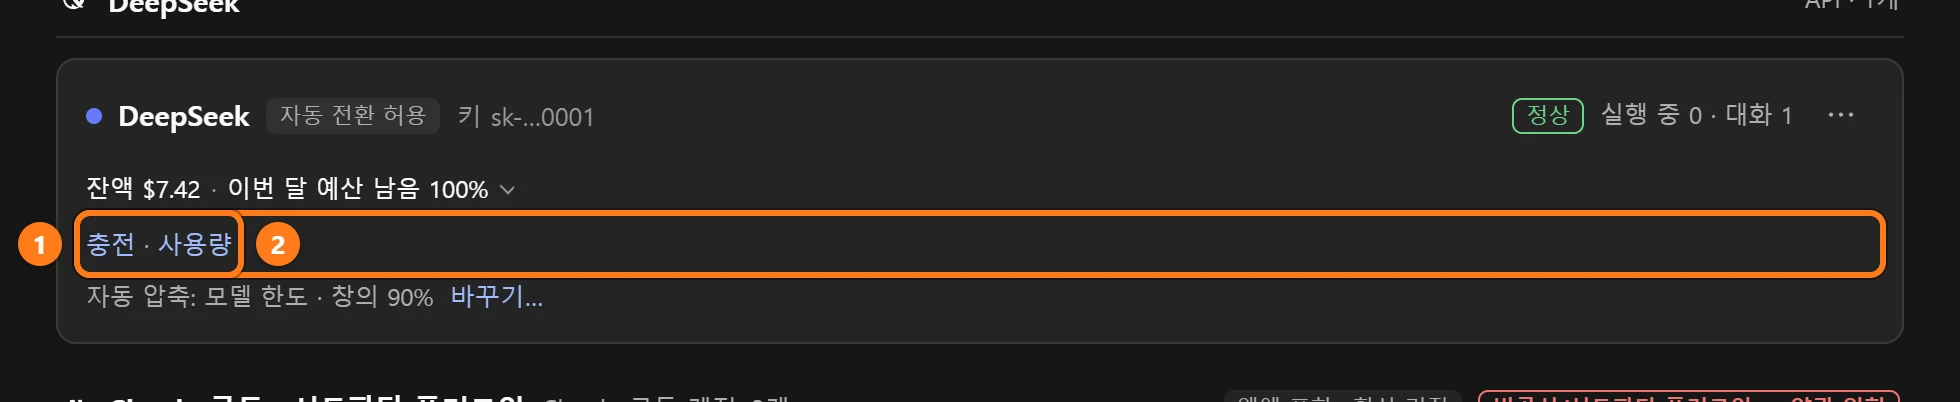 DeepSeek
DeepSeek 자동 전환 허용 키 sk-...0001 정상 실행 중 0 · 대화 1 ···
잔액 $7.42 · 이번 달 예산 남음 100%
1 충전 · 사용량 2
자동 압축: 모델 한도 · 창의 90% 바꾸기...